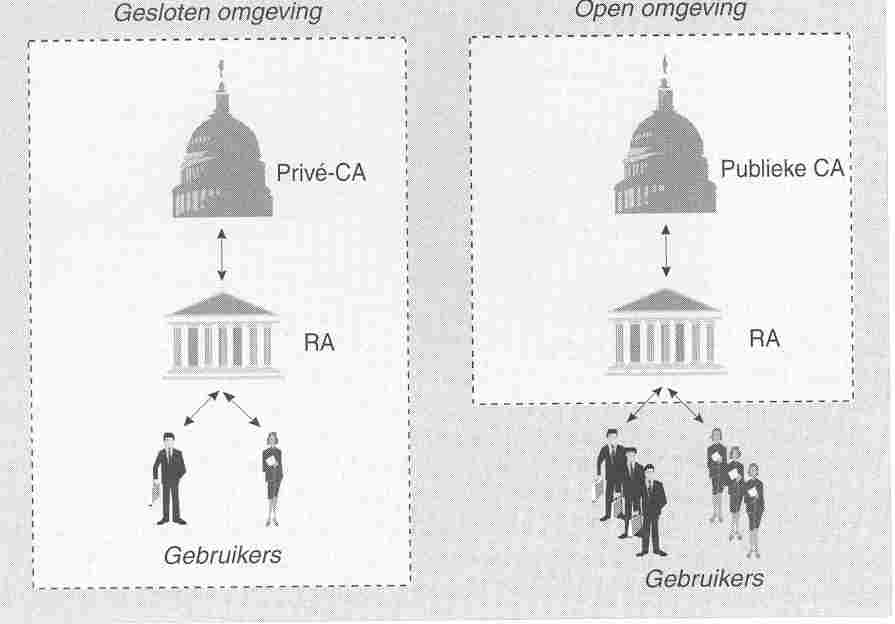 Gesloten omgeving
Open omgeving
Privé-CA
Publieke CA
RA
RA
Gebruikers
Gebruikers